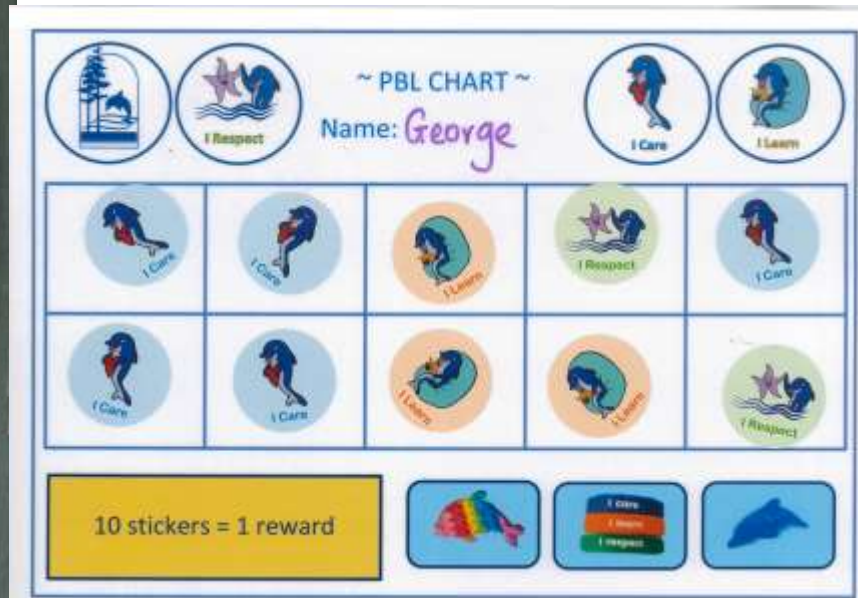 ~ PBL CHART ~
Name: George
I Respect
I Care
I Learn
I Care
I Care
I Learn
I Respect
I Care
I Care
I Care
I Learn
I Learn
I Respect
10 stickers = 1 reward
I care
I learn
I respect